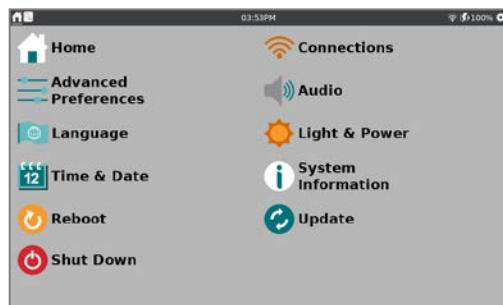 03:53PM
100%
Home
Connections
Advanced
Preferences
Audio
Language
Light & Power
12
Time & Date
i
System
Information
Reboot
Update
Shut Down